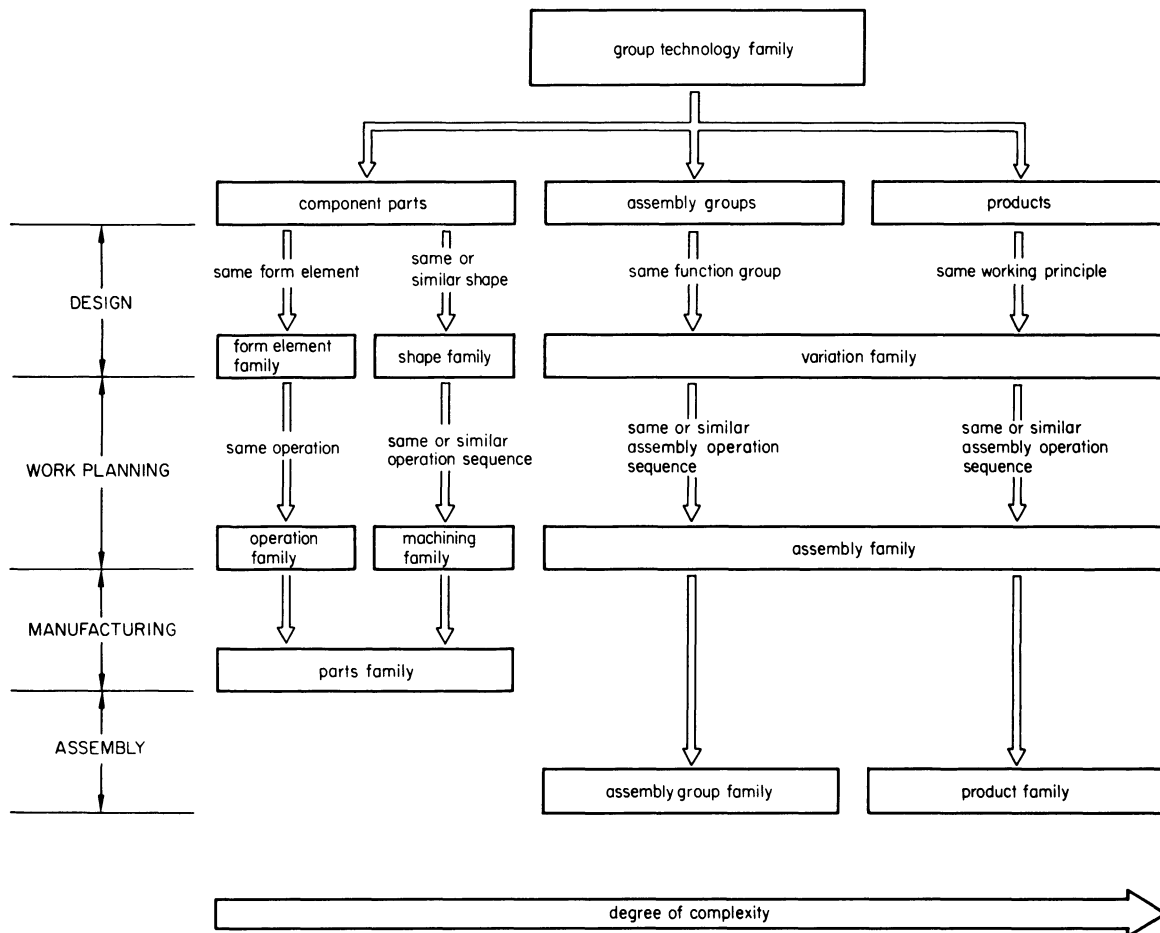 group technology family
component parts
assembly groups
products
same form element
same or
similar shape
same function group
same working principle
DESIGN
form element
family
shape family
variation family
same operation
same or similar
operation sequence
same or similar
assembly operation
sequence
same or similar
assembly operation
sequence
WORK PLANNING
operation
family
machining
family
assembly family
MANUFACTURING
parts family
ASSEMBLY
assembly group family
product family
degree of complexity